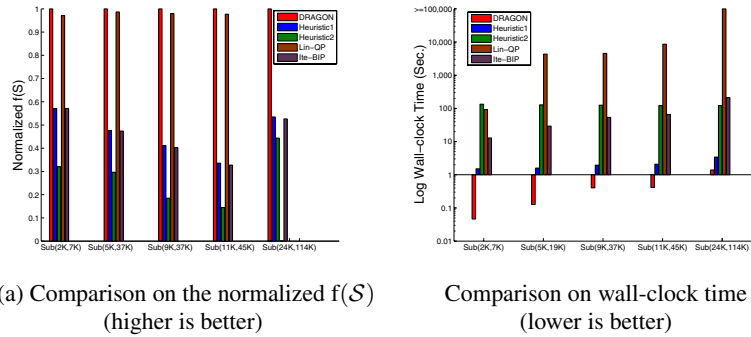 DRAGON
Heuristic1
Heuristic2
Lin-QP
Ite-BIP
Normalized f(S)
1
0.9
0.8
0.7
0.6
0.5
0.4
0.3
0.2
0.1
0
Sub(2K,7K) Sub(5K,37K) Sub(9K,37K) Sub(11K,45K) Sub(24K,114K)
(a) Comparison on the normalized f(S)
(higher is better)
DRAGON
Heuristic1
Heuristic2
Lin-QP
Ite-BIP
Log Wall-clock Time (Sec.)
>=100,000
10,000
1,000
100
10
1
0.1
0.01
Sub(2K,7K) Sub(5K,19K) Sub(9K,37K) Sub(11K,45K) Sub(24K,114K)
Comparison on wall-clock time
(lower is better)